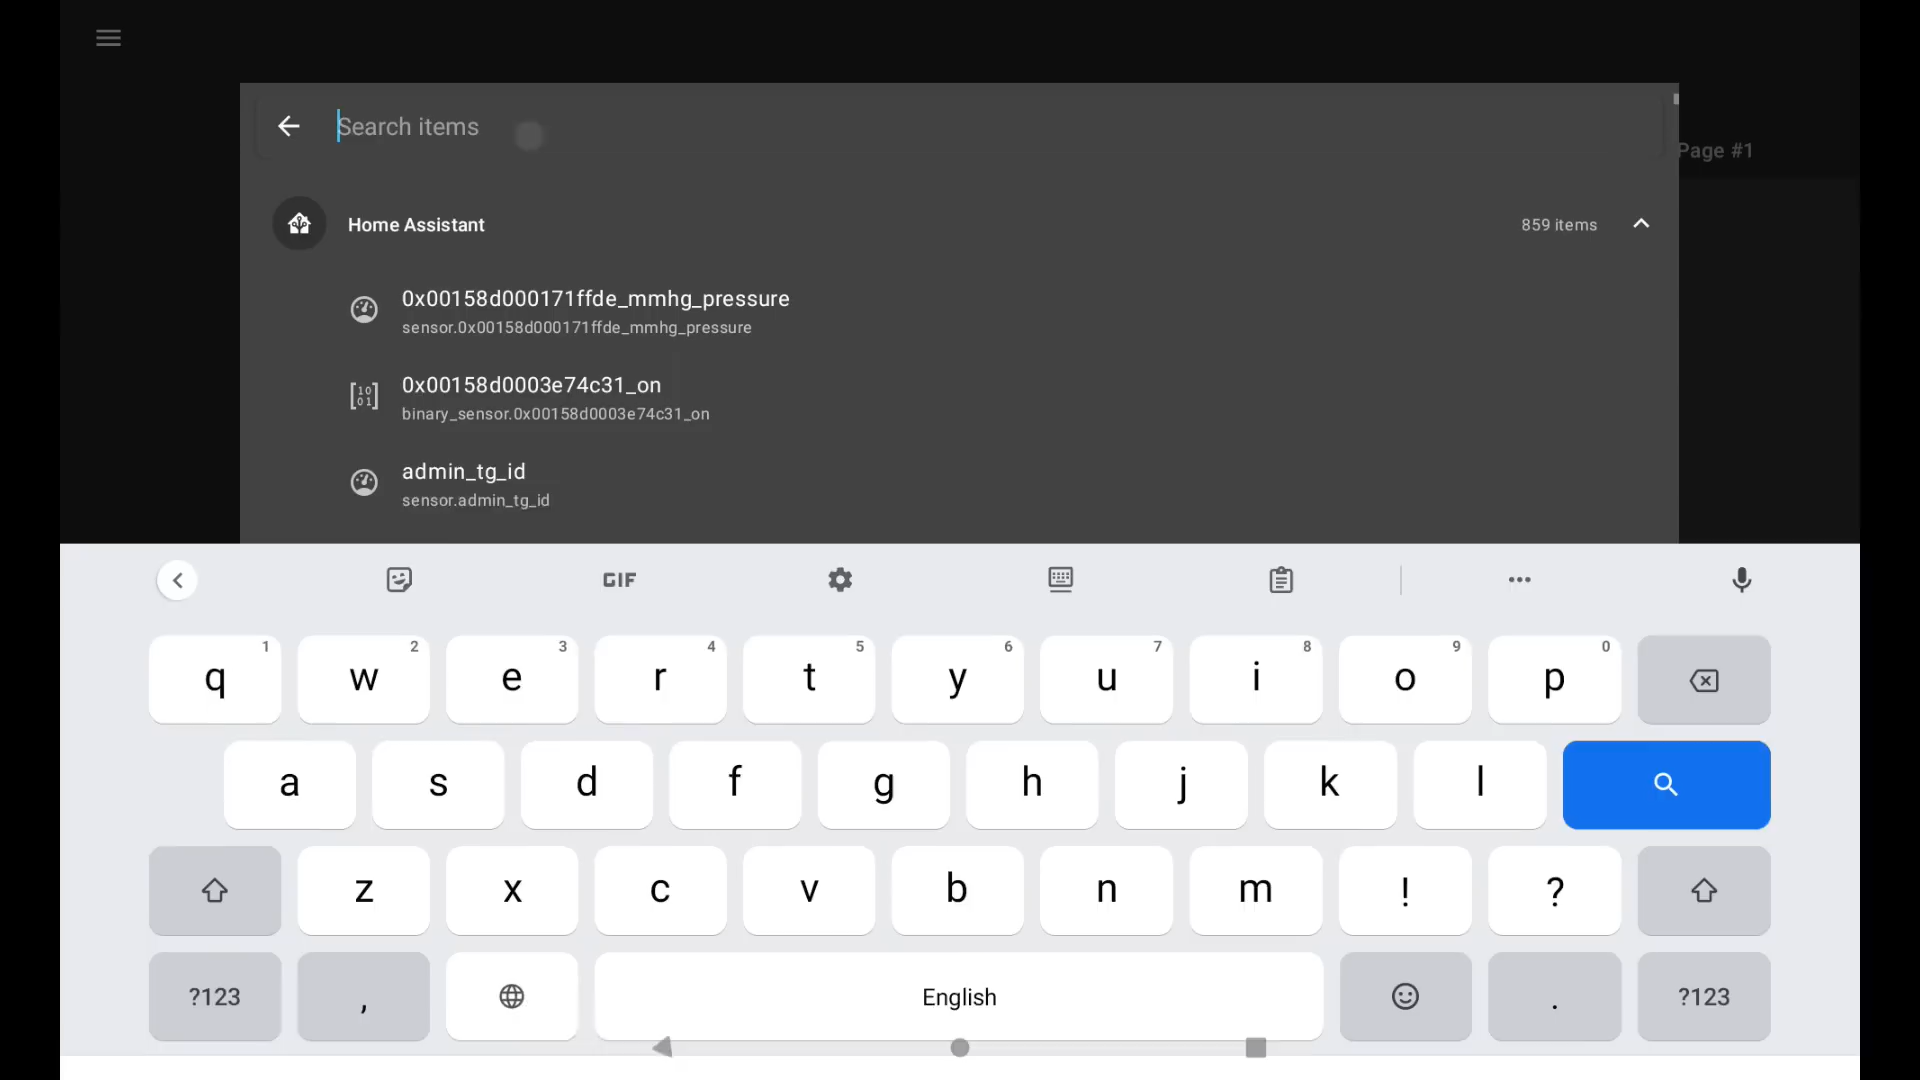 Search items
Page #1
Home Assistant
859 items
0x00158d000171ffde_mmhg_pressure
sensor.0x00158d000171ffde_mmhg_pressure
0x00158d0003e74c31_on
binary_sensor.0x00158d0003e74c31_on
admin_tg_id
sensor.admin_tg_id
GIF
q 1 w 2 e 3 r 4 t 5 y 6 u 7 i 8 o 9 p 0
a s d f g h j k l
z x c v b n m ! ?
?123 , English . ?123